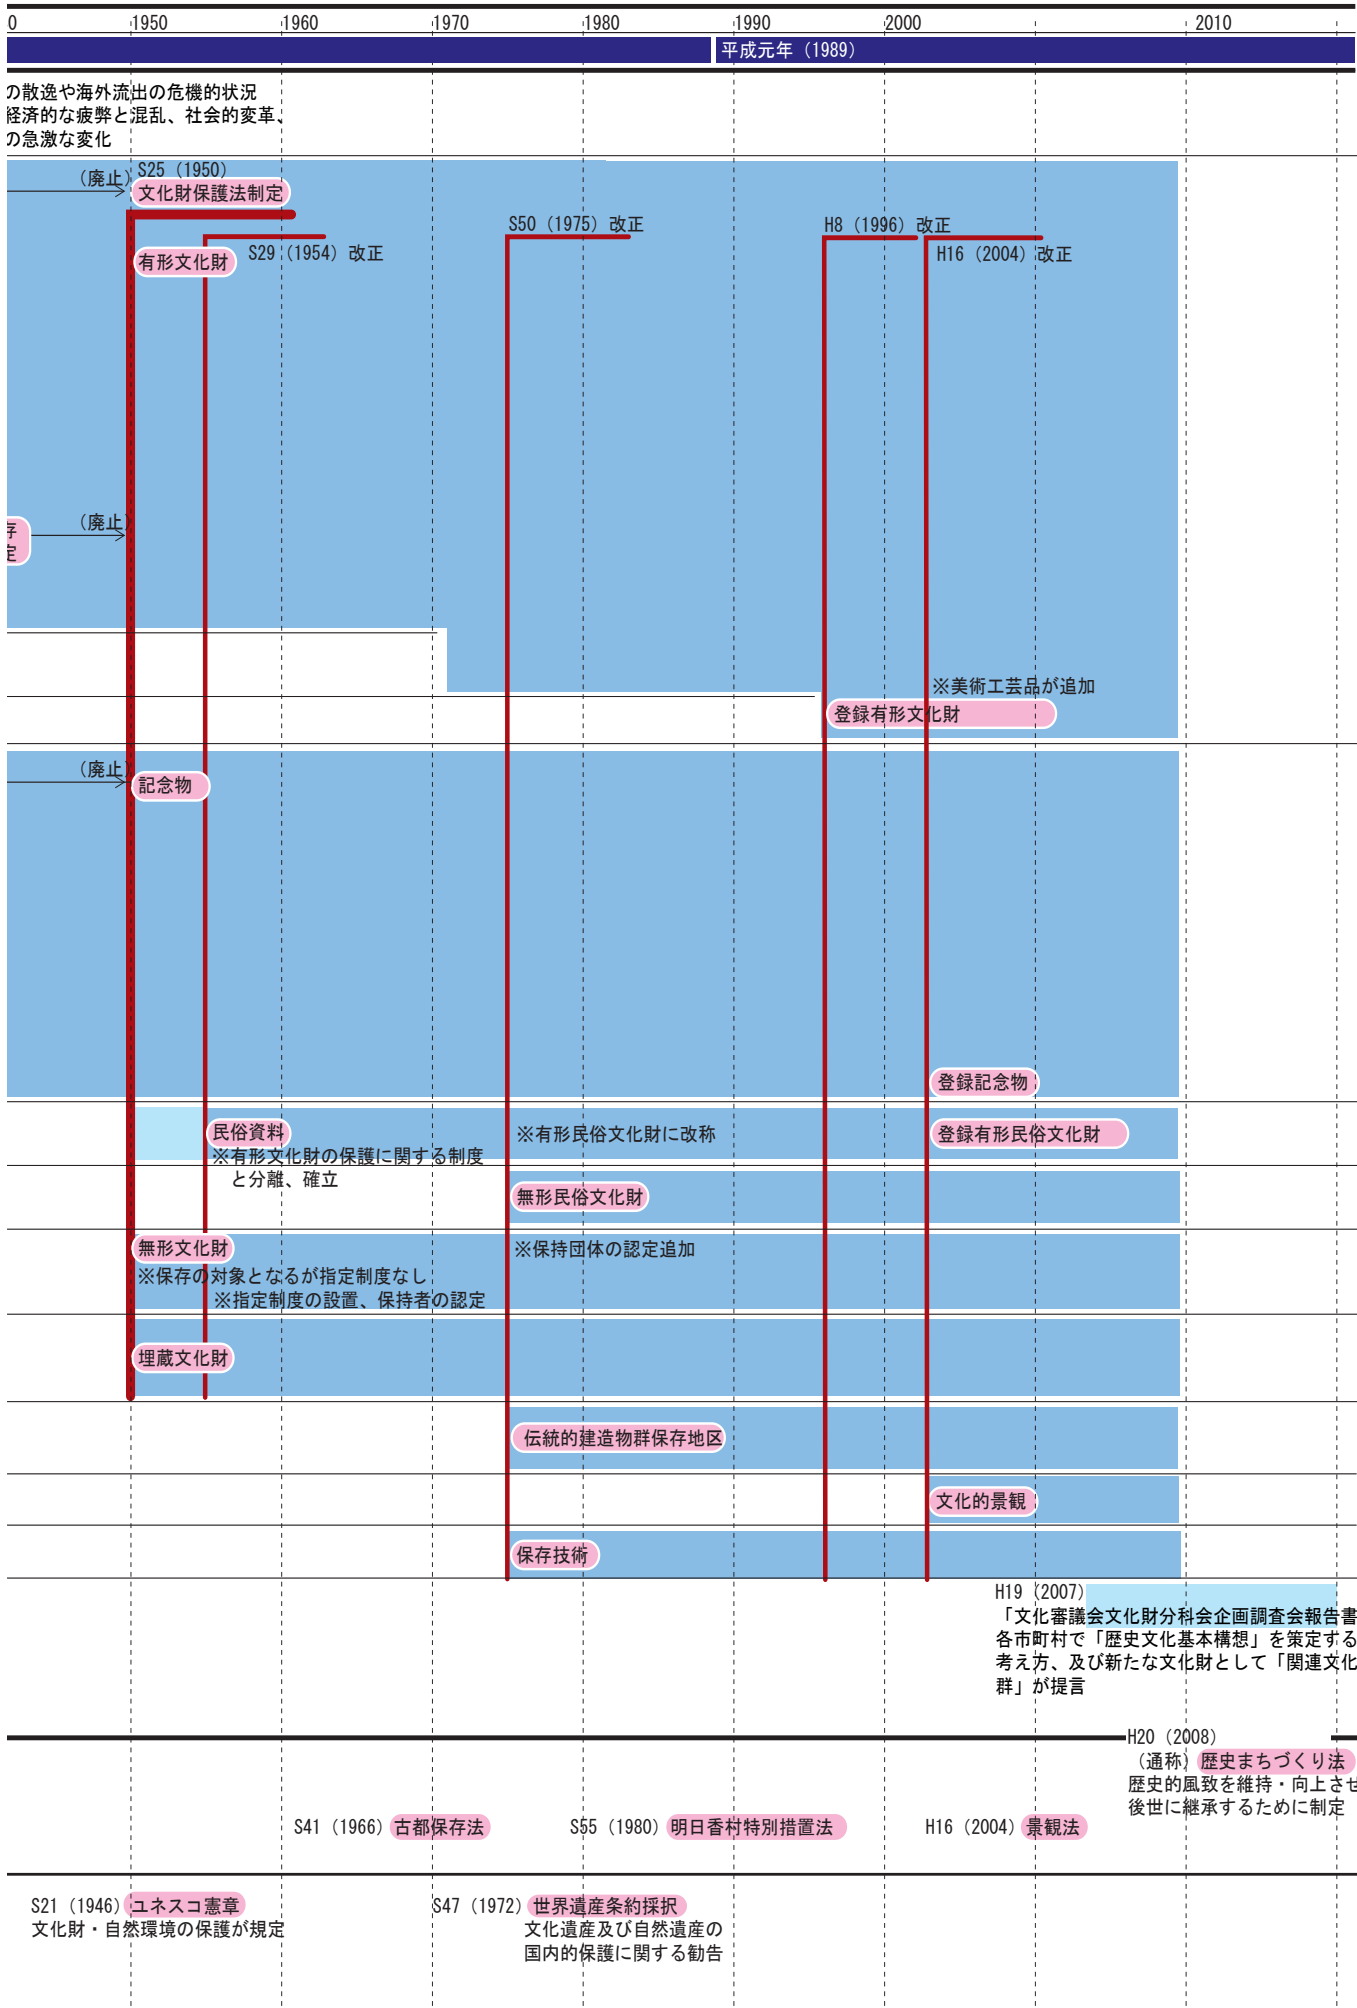 0 1950 1960 1970 1980 1990 2000 2010
平成元年（1989）
の散逸や海外流出の危機的状況
経済的な疲弊と混乱、社会的変革、
の急激な変化
（廃止）
S25（1950）
文化財保護法制定
S50（1975）改正
H8（1996）改正
S29（1954）改正
H16（2004）改正
有形文化財
（廃止）
存
定
※美術工芸品が追加
登録有形文化財
（廃止）
記念物
登録記念物
民俗資料
※有形民俗文化財に改称
登録有形民俗文化財
※有形文化財の保護に関する制度
と分離、確立
無形民俗文化財
無形文化財
※保持団体の認定追加
※保存の対象となるが指定制度なし
※指定制度の設置、保持者の認定
埋蔵文化財
伝統的建造物群保存地区
文化的景観
保存技術
H19（2007）
「文化審議会文化財分科会企画調査会報告書
各市町村で「歴史文化基本構想」を策定する
考え方、及び新たな文化財として「関連文化
群」が提言
H20（2008）
（通称）歴史まちづくり法
歴史的風致を維持・向上させ
後世に継承するために制定
S41（1966）古都保存法
S55（1980）明日香村特別措置法
H16（2004）景観法
S21（1946）ユネスコ憲章
文化財・自然環境の保護が規定
S47（1972）世界遺産条約採択
文化遺産及び自然遺産の
国内的保護に関する勧告